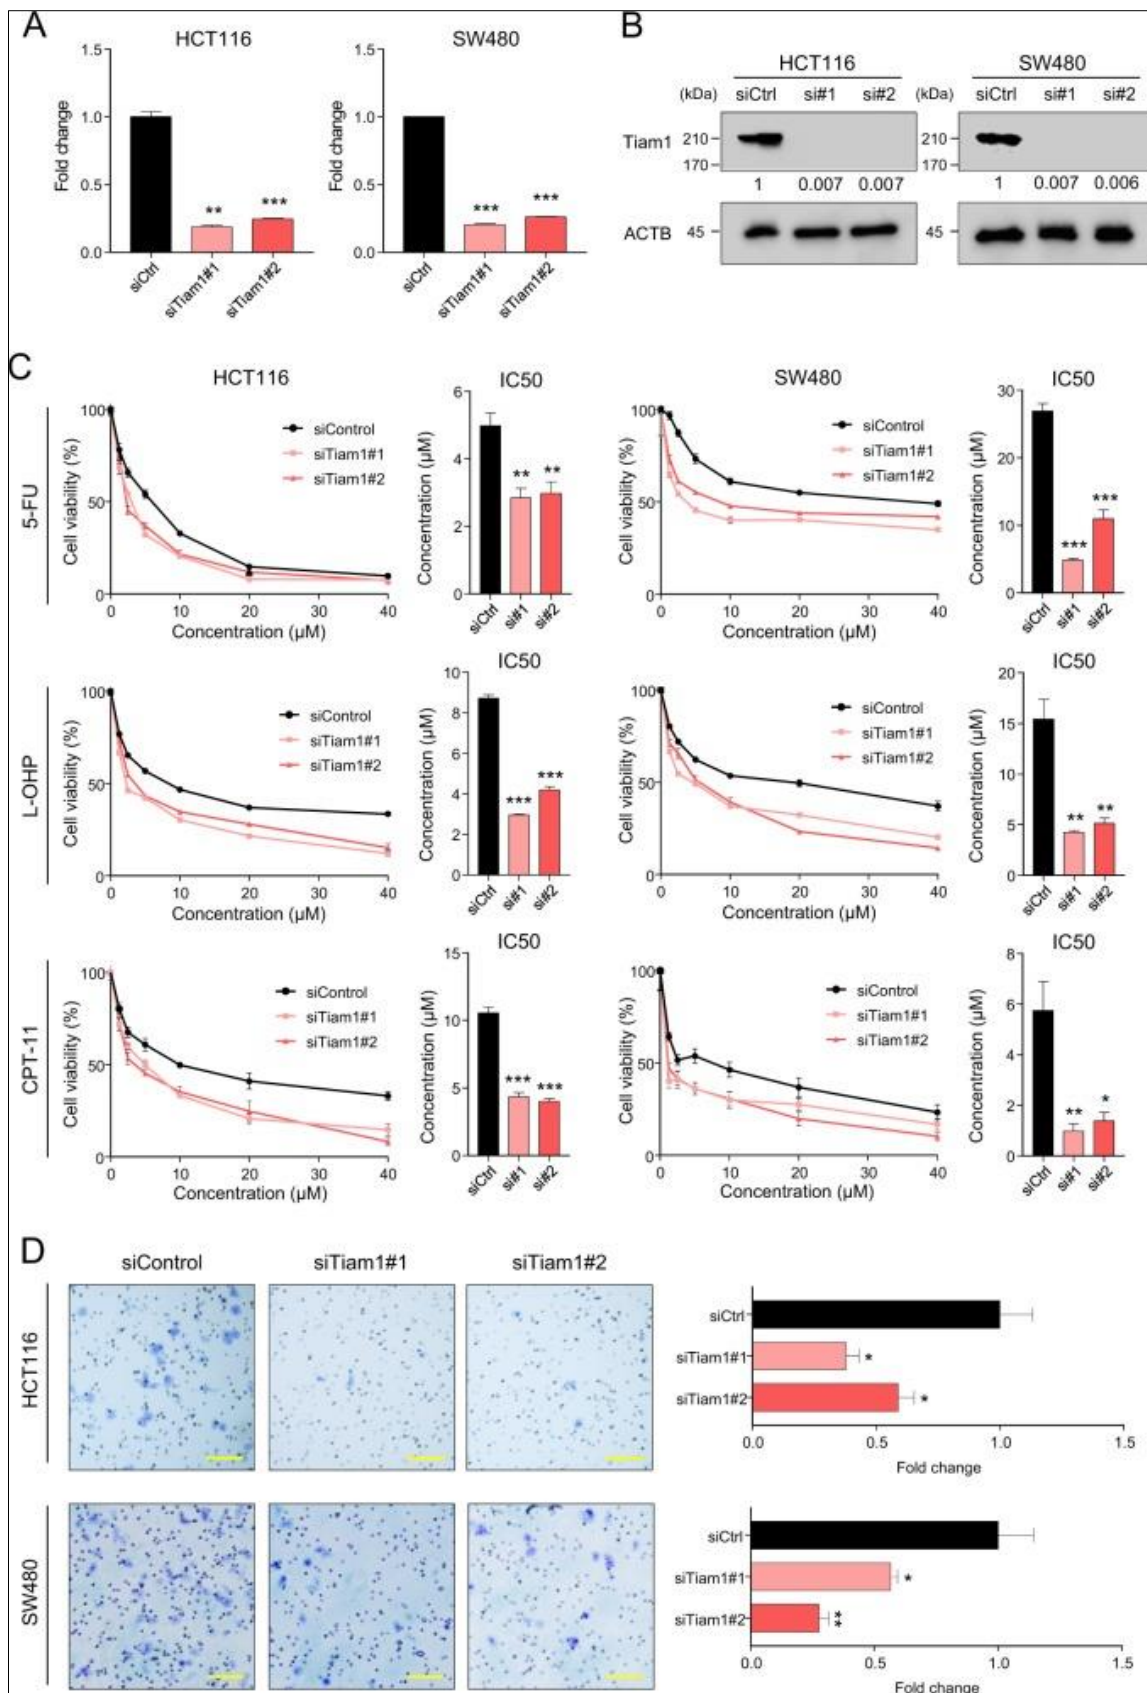 A
HCT116
SW480
Fold change
1.5
1.0
0.5
0.0
**
***
siCtrl
siTiam1#1
siTiam1#2
Fold change
1.5
1.0
0.5
0.0
***
***
siCtrl
siTiam1#1
siTiam1#2
B
HCT116
SW480
(kDa)
siCtrl
si#1
si#2
(kDa)
siCtrl
si#1
si#2
Tiam1
210
170
210
170
1
0.007
0.007
1
0.007
0.006
ACTB
45
45
C
HCT116
IC50
SW480
IC50
5-FU
Cell viability (%)
100
50
0
siControl
siTiam1#1
siTiam1#2
0
10
20
30
40
Concentration (µM)
Concentration (µM)
6
4
2
0
**
**
siCtrl
si#1
si#2
Cell viability (%)
100
50
0
siControl
siTiam1#1
siTiam1#2
0
10
20
30
40
Concentration (µM)
Concentration (µM)
30
20
10
0
***
***
siCtrl
si#1
si#2
L-OHP
Cell viability (%)
100
50
0
siControl
siTiam1#1
siTiam1#2
0
10
20
30
40
Concentration (µM)
IC50
Concentration (µM)
10
8
6
4
2
0
***
***
siCtrl
si#1
si#2
Cell viability (%)
100
50
0
siControl
siTiam1#1
siTiam1#2
0
10
20
30
40
Concentration (µM)
IC50
Concentration (µM)
20
15
10
5
0
**
**
siCtrl
si#1
si#2
CPT-11
Cell viability (%)
100
50
0
siControl
siTiam1#1
siTiam1#2
0
10
20
30
40
Concentration (µM)
IC50
Concentration (µM)
15
10
5
0
***
***
siCtrl
si#1
si#2
Cell viability (%)
100
50
0
siControl
siTiam1#1
siTiam1#2
0
10
20
30
40
Concentration (µM)
IC50
Concentration (µM)
8
6
4
2
0
**
*
siCtrl
si#1
si#2
D
siControl
siTiam1#1
siTiam1#2
HCT116
siCtrl
siTiam1#1
*
siTiam1#2
*
0.0
0.5
1.0
1.5
Fold change
SW480
siCtrl
siTiam1#1
*
siTiam1#2
**
0.0
0.5
1.0
1.5
Fold change